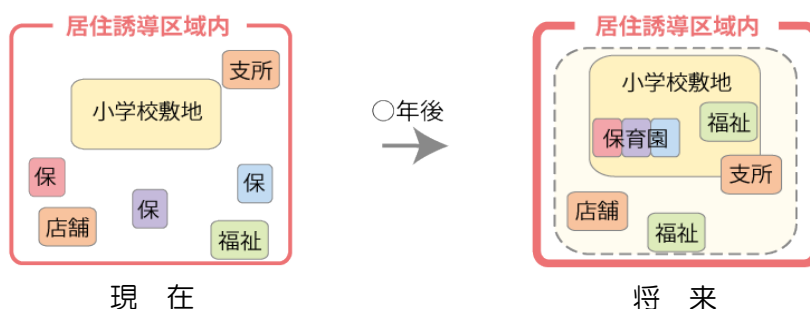 居住誘導区域内
支所
小学校敷地
保
保
保
店舗
福祉
現 在
○年後
居住誘導区域内
小学校敷地
福祉
保育園
支所
店舗
福祉
将 来